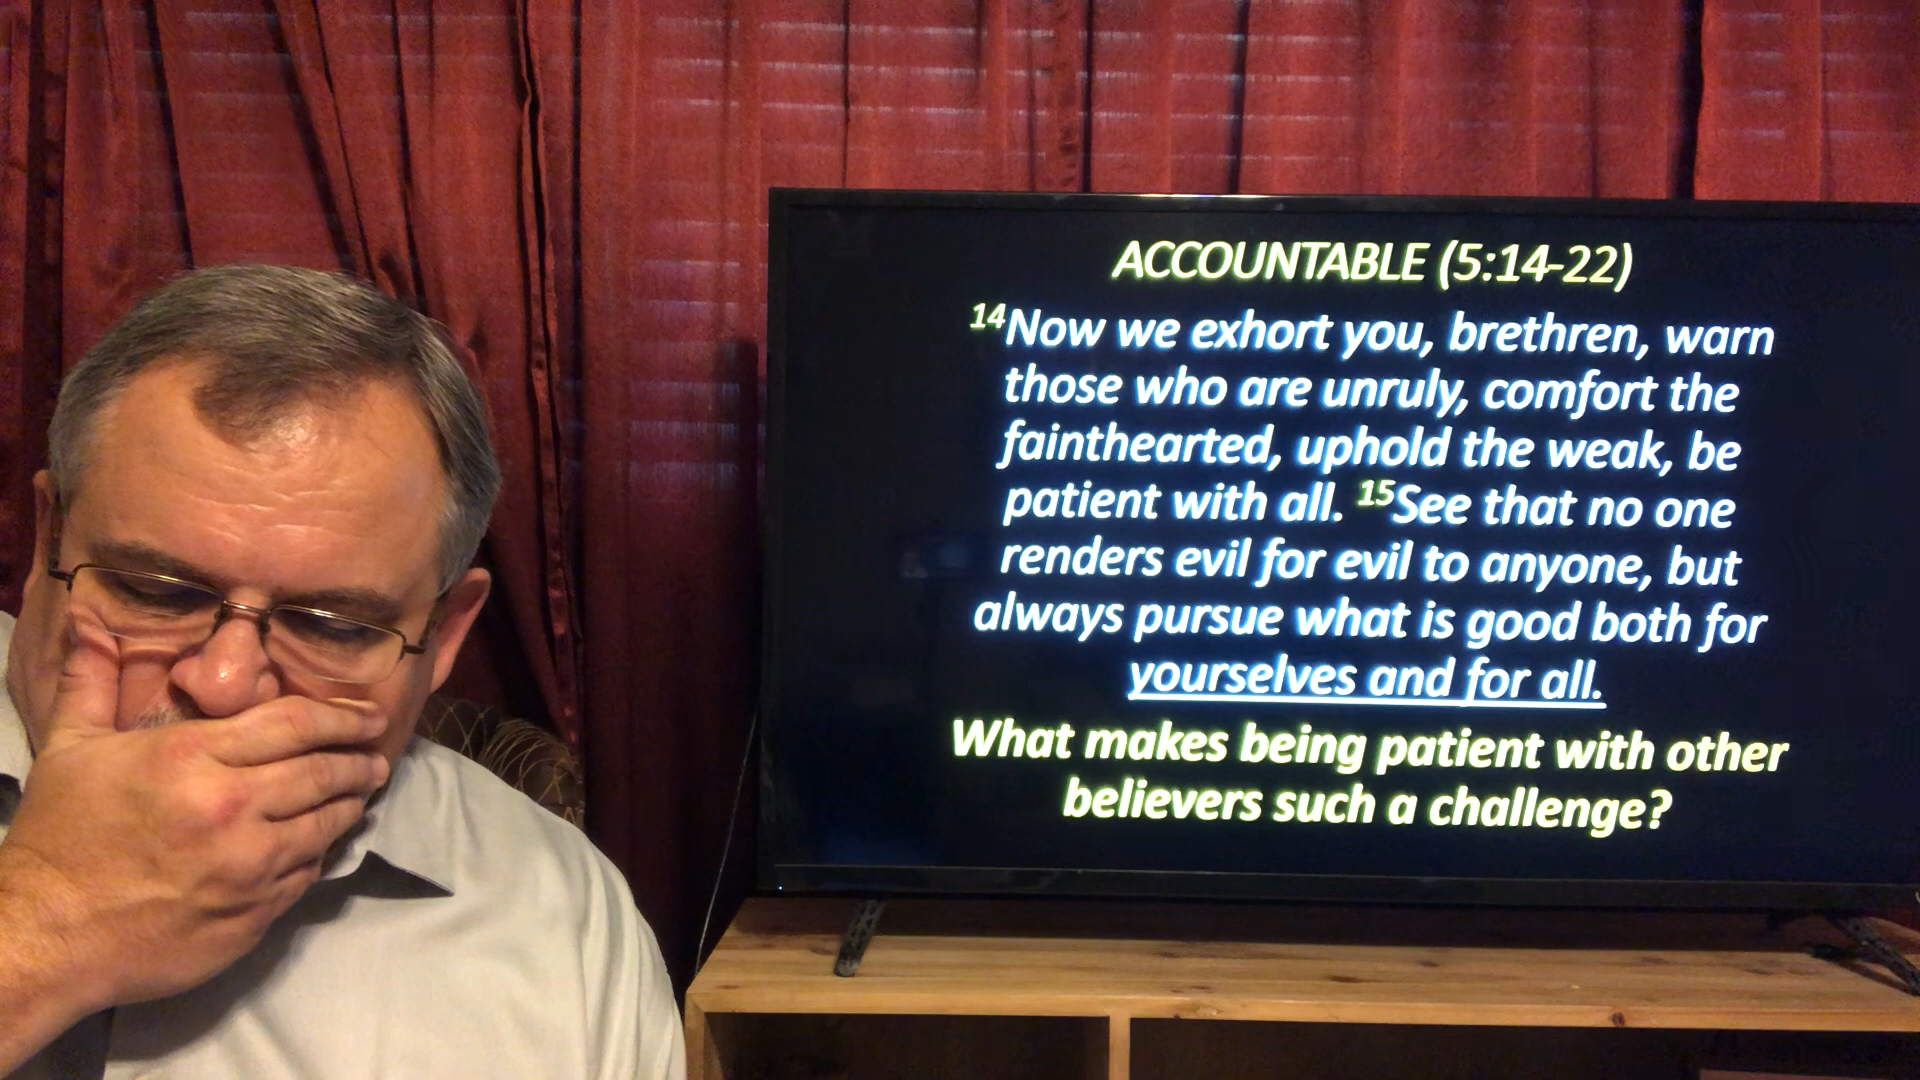 ACCOUNTABLE (5:14-22)
14Now we exhort you, brethren, warn
those who are unruly, comfort the
fainthearted, uphold the weak, be
patient with all. 15See that no one
renders evil for evil to anyone, but
always pursue what is good both for
yourselves and for all.
What makes being patient with other
believers such a challenge?